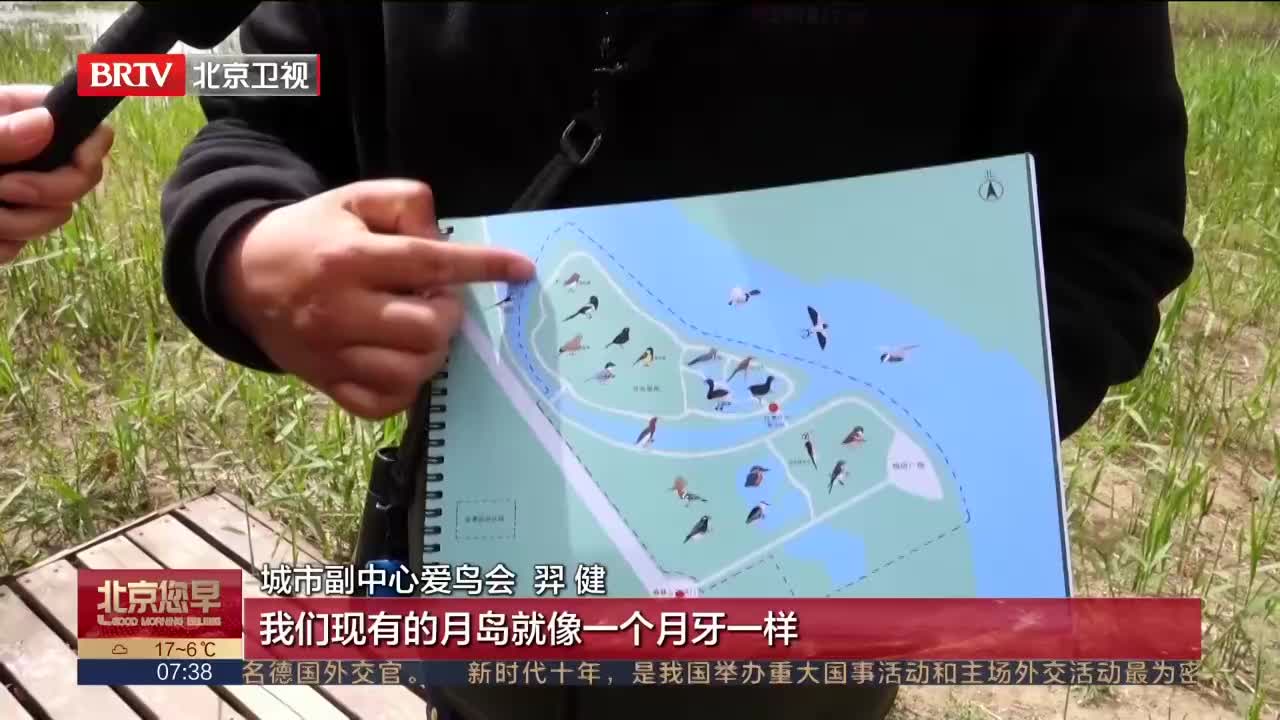 BRTV 北京卫视
北
城市副中心爱鸟会 羿 健
北京您早
GOOD MORNING BEIJING
我们现有的月岛就像一个月牙一样
17~6℃
07:38
名德国外交官。 新时代十年，是我国举办重大国事活动和主场外交活动最为密